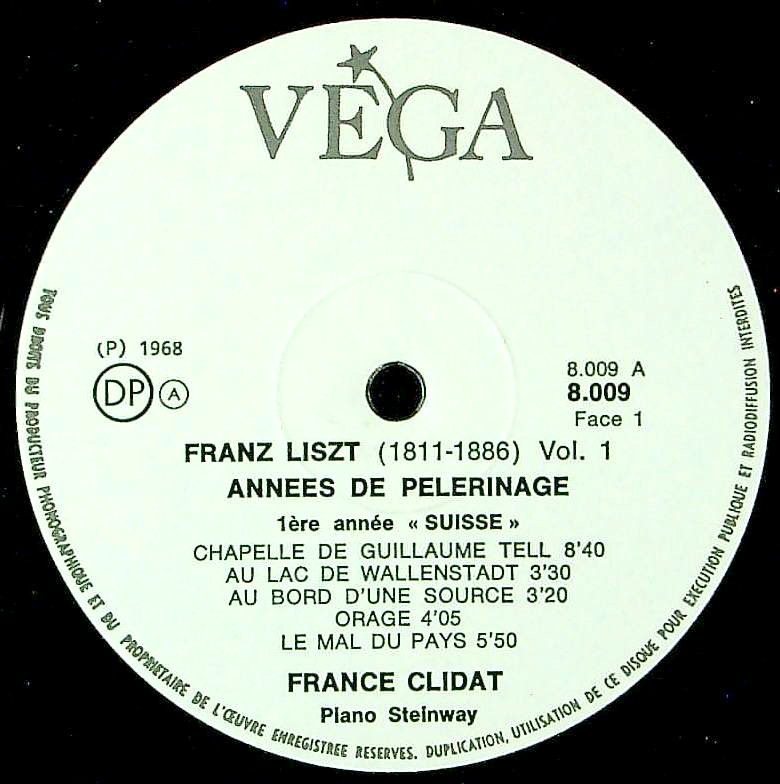 VEGA
(P) 1968
DP A
8.009 A
8.009
Face 1
FRANZ LISZT (1811-1886) Vol. 1
ANNEES DE PELERINAGE
1ère année « SUISSE »
CHAPELLE DE GUILLAUME TELL 8'40
AU LAC DE WALLENSTADT 3'30
AU BORD D'UNE SOURCE 3'20
ORAGE 4'05
LE MAL DU PAYS 5'50
FRANCE CLIDAT
Piano Steinway
TOUS DROITS DU PRODUCTEUR PHONOGRAPHIQUE ET DU PROPRIETAIRE DE L'ŒUVRE ENREGISTREE RESERVES. DUPLICATION, UTILISATION DE CE DISQUE POUR EXECUTION PUBLIQUE ET RADIODIFFUSION INTERDITES